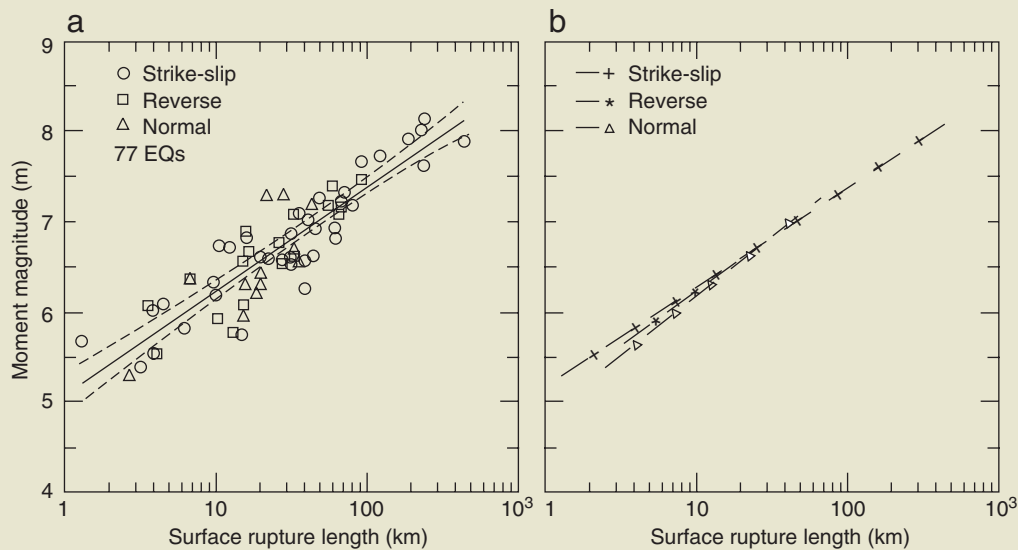 a
9
8
7
6
5
4
Moment magnitude (m)
Strike-slip
Reverse
Normal
77 EQs
1 10 100 10³
Surface rupture length (km)
b
Strike-slip
Reverse
Normal
1 10 100 10³
Surface rupture length (km)